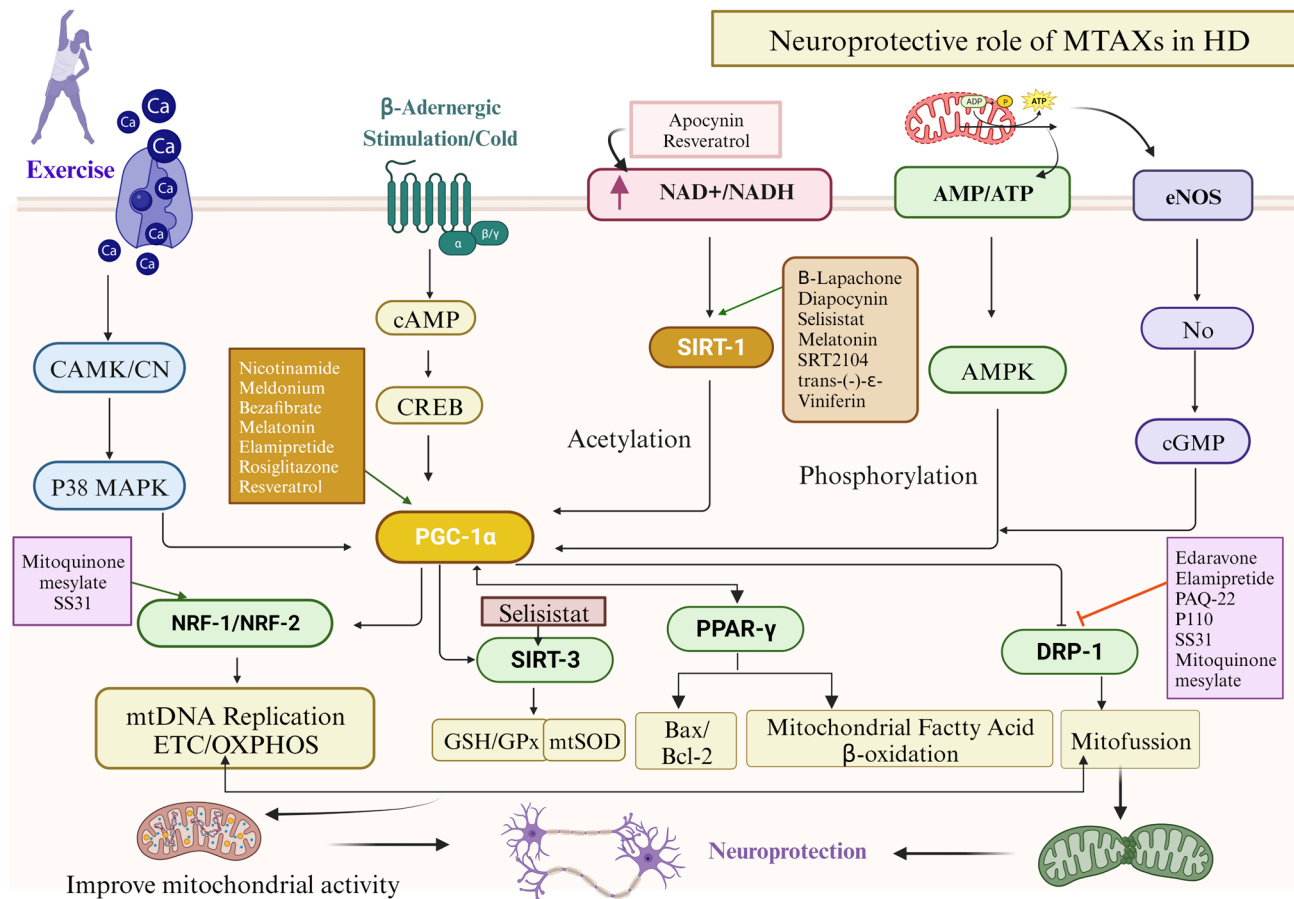 Neuroprotective role of MTAXs in HD
Ca
Ca
Ca
Ca
Ca
Ca
Ca
Exercise
β-Adernergic
Stimulation/Cold
α
β/γ
Apocynin
Resveratrol
NAD+/NADH
ADP
P
ATP
AMP/ATP
eNOS
CAMK/CN
P38 MAPK
cAMP
CREB
Nicotinamide
Meldonium
Bezafibrate
Melatonin
Elamipretide
Rosiglitazone
Resveratrol
SIRT-1
B-Lapachone
Diapocynin
Selisistat
Melatonin
SRT2104
trans-(-)-ε-
Viniferin
AMPK
No
cGMP
Acetylation
Phosphorylation
PGC-1α
Mitoquinone
mesylate
SS31
NRF-1/NRF-2
Selisistat
SIRT-3
PPAR-γ
DRP-1
Edaravone
Elamipretide
PAQ-22
P110
SS31
Mitoquinone
mesylate
mtDNA Replication
ETC/OXPHOS
GSH/GPx
mtSOD
Bax/
Bcl-2
Mitochondrial Factty Acid
β-oxidation
Mitofussion
Improve mitochondrial activity
Neuroprotection